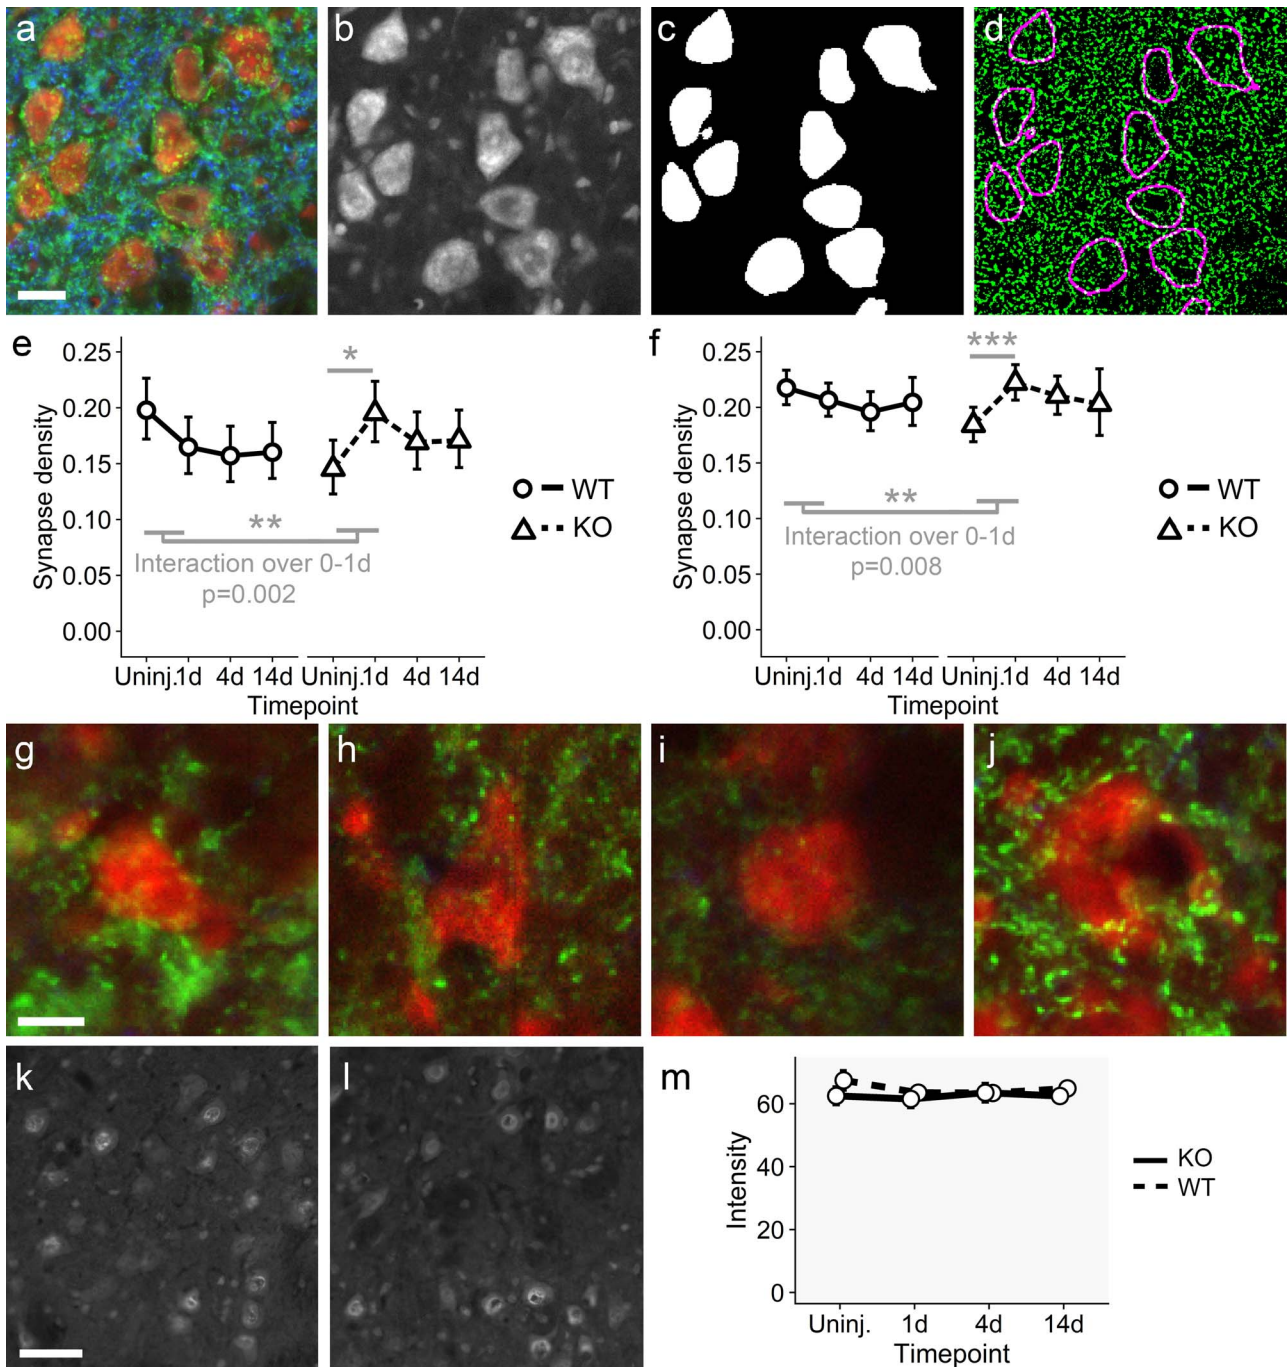 a
b
c
d
e
0.25
0.20
0.15
0.10
0.05
0.00
Synapse density
*
**
Interaction over 0-1d
p=0.002
Uninj. 1d 4d 14d
Uninj. 1d 4d 14d
Timepoint
WT
KO
f
0.25
0.20
0.15
0.10
0.05
0.00
Synapse density
***
**
Interaction over 0-1d
p=0.008
Uninj. 1d 4d 14d
Uninj. 1d 4d 14d
Timepoint
WT
KO
g
h
i
j
k
l
m
60
40
20
0
Intensity
Uninj. 1d 4d 14d
Timepoint
KO
WT